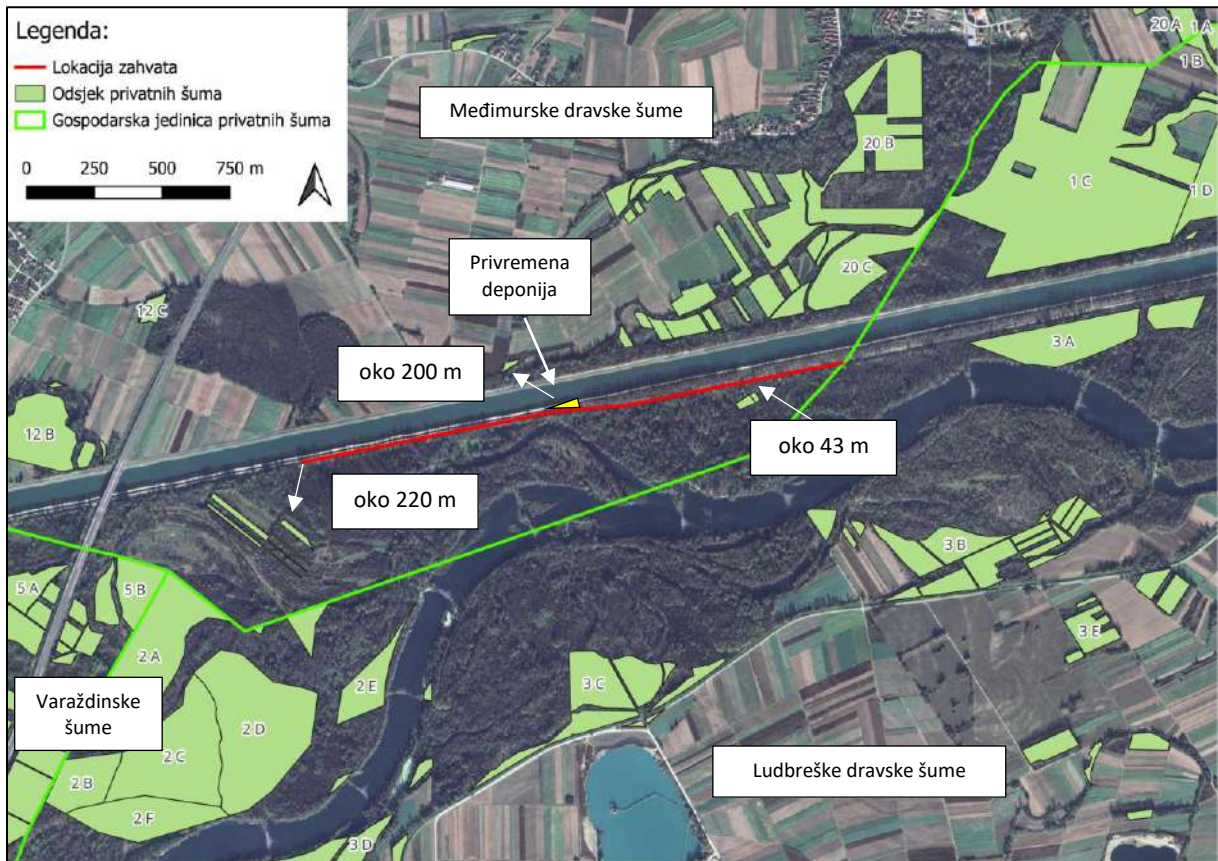 Legenda:
Lokacija zahvata
Odsjek privatnih šuma
Gospodarska jedinica privatnih šuma
0 250 500 750 m
Međimurske dravske šume
20 A
1 A
1 B
20 B
1 C
1 D
Privremena
deponija
20 C
12 C
3 A
oko 200 m
12 B
oko 43 m
oko 220 m
3 B
5 A
5 B
3 E
2 A
2 E
3 C
Varaždinske
šume
2 D
2 C
Ludbreške dravske šume
2 B
2 F
3 D